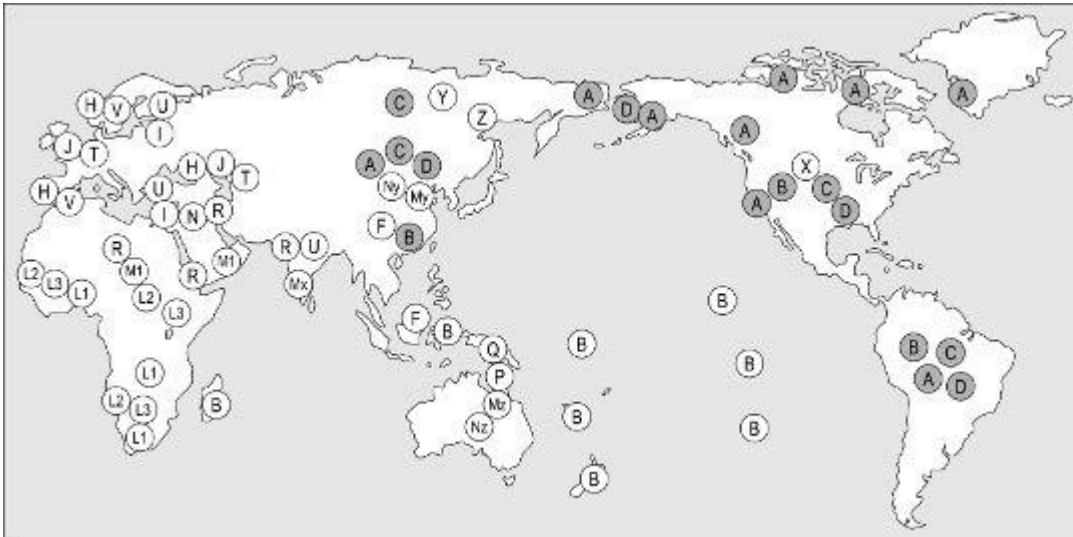 A A A
C Y A
H V U D A
Z
I A
J T
C
H J A D X
T
H U Ny My B C
V A
I N R D
F B
R R U
M1
M1
L2 L3 R
L1 L2 Mx
B
L3 F B
B
Q B C
B
L1 P A D
L2 L3 B Mz
B
Nz B
L1
B